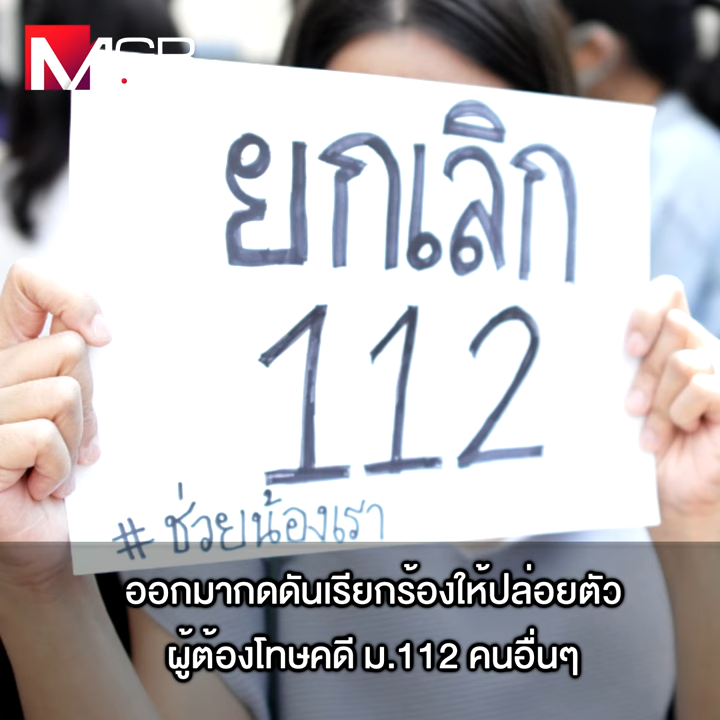 ยกเลิก
112
#ช่วยน้องเรา
ออกมากดดันเรียกร้องให้ปล่อยตัว
ผู้ต้องโทษคดี ม.112 คนอื่นๆ